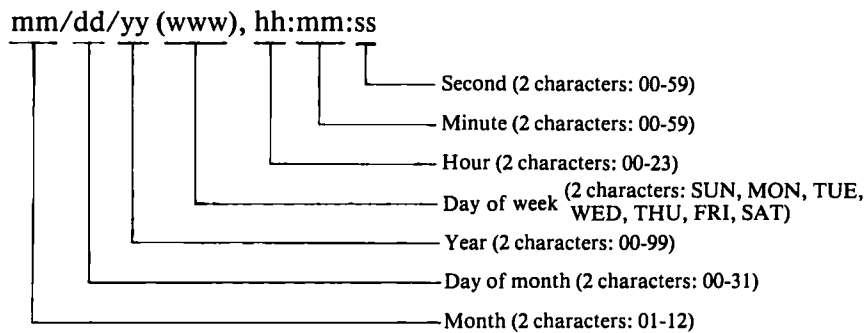 mm/dd/yy (www), hh:mm:ss
Second (2 characters: 00-59)
Minute (2 characters: 00-59)
Hour (2 characters: 00-23)
Day of week (2 characters: SUN, MON, TUE,
WED, THU, FRI, SAT)
Year (2 characters: 00-99)
Day of month (2 characters: 00-31)
Month (2 characters: 01-12)